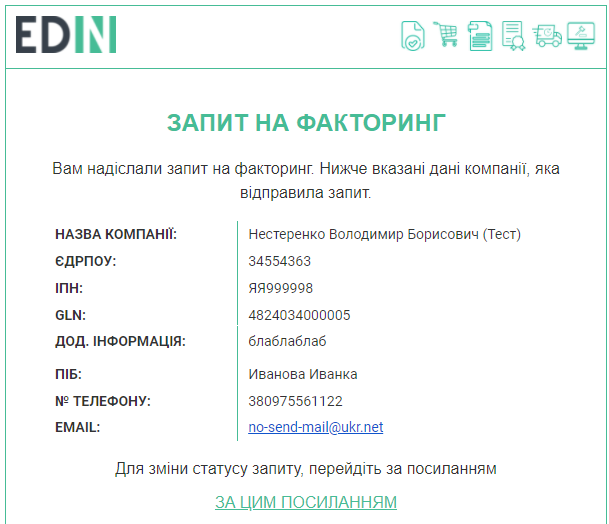 EDIN
ЗАПИТ НА ФАКТОРИНГ
Вам надіслали запит на факторинг. Нижче вказані дані компанії, яка
відправила запит.
НАЗВА КОМПАНІЇ: Нестеренко Володимир Борисович (Тест)
ЄДРПОУ: 34554363
ІПН: ЯЯ999998
GLN: 4824034000005
ДОД. ІНФОРМАЦІЯ: блаблаблаб
ПІБ: Иванова Иванка
№ ТЕЛЕФОНУ: 380975561122
EMAIL: no-send-mail@ukr.net
Для зміни статусу запиту, перейдіть за посиланням
ЗА ЦИМ ПОСИЛАННЯМ